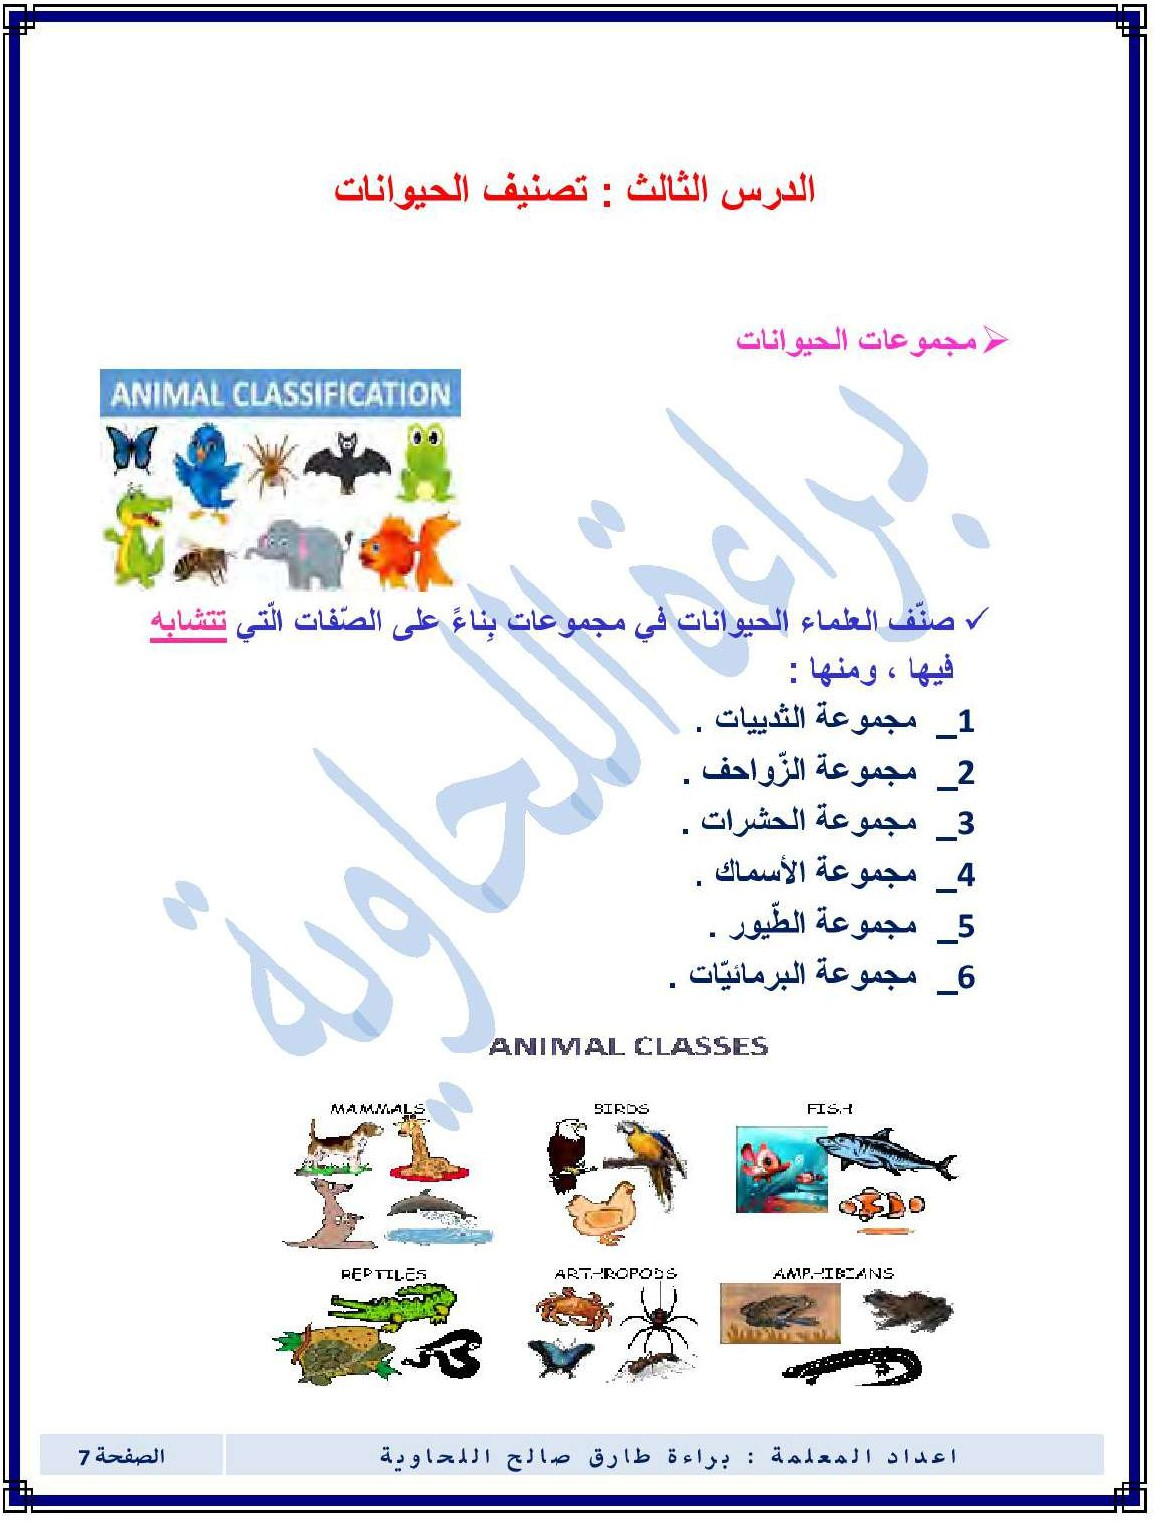 الدرس الثالث : تصنيف الحيوانات
مجموعات الحيوانات
ANIMAL CLASSIFICATION
صنّف العلماء الحيوانات في مجموعات بِناءً على الصّفات الّتي تتشابه
فيها ، ومنها :
1_ مجموعة الثدييات .
2_ مجموعة الزّواحف .
3_ مجموعة الحشرات .
4_ مجموعة الأسماك .
5_ مجموعة الطّيور .
6_ مجموعة البرمائيّات .
براءة اللحاوية
ANIMAL CLASSES
MAMMALS BIRDS FISH
REPTILES ARTHROPODS AMPHIBIANS
اعداد المعلمة : براءة طارق صالح اللحاوية
الصفحة 7